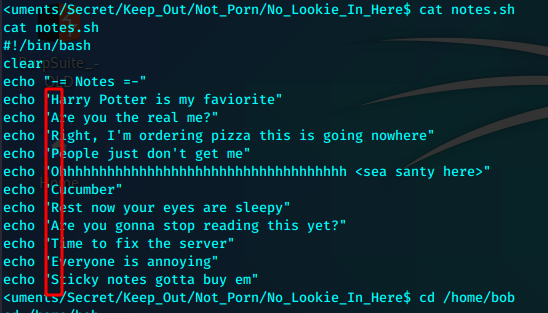 <uments/Secret/Keep_Out/Not_Porn/No_Lookie_In_Here$ cat notes.sh
cat notes.sh
#!/bin/bash
clear
echo "-= Notes =-"
echo "Harry Potter is my faviorite"
echo "Are you the real me?"
echo "Right, I'm ordering pizza this is going nowhere"
echo "People just don't get me"
echo "Ohhhhhhhhhhhhhhhhhhhhhhhhhhhhhhhhhhh <sea santy here>"
echo "Cucumber"
echo "Rest now your eyes are sleepy"
echo "Are you gonna stop reading this yet?"
echo "Time to fix the server"
echo "Everyone is annoying"
echo "Sticky notes gotta buy em"
<uments/Secret/Keep_Out/Not_Porn/No_Lookie_In_Here$ cd /home/bob